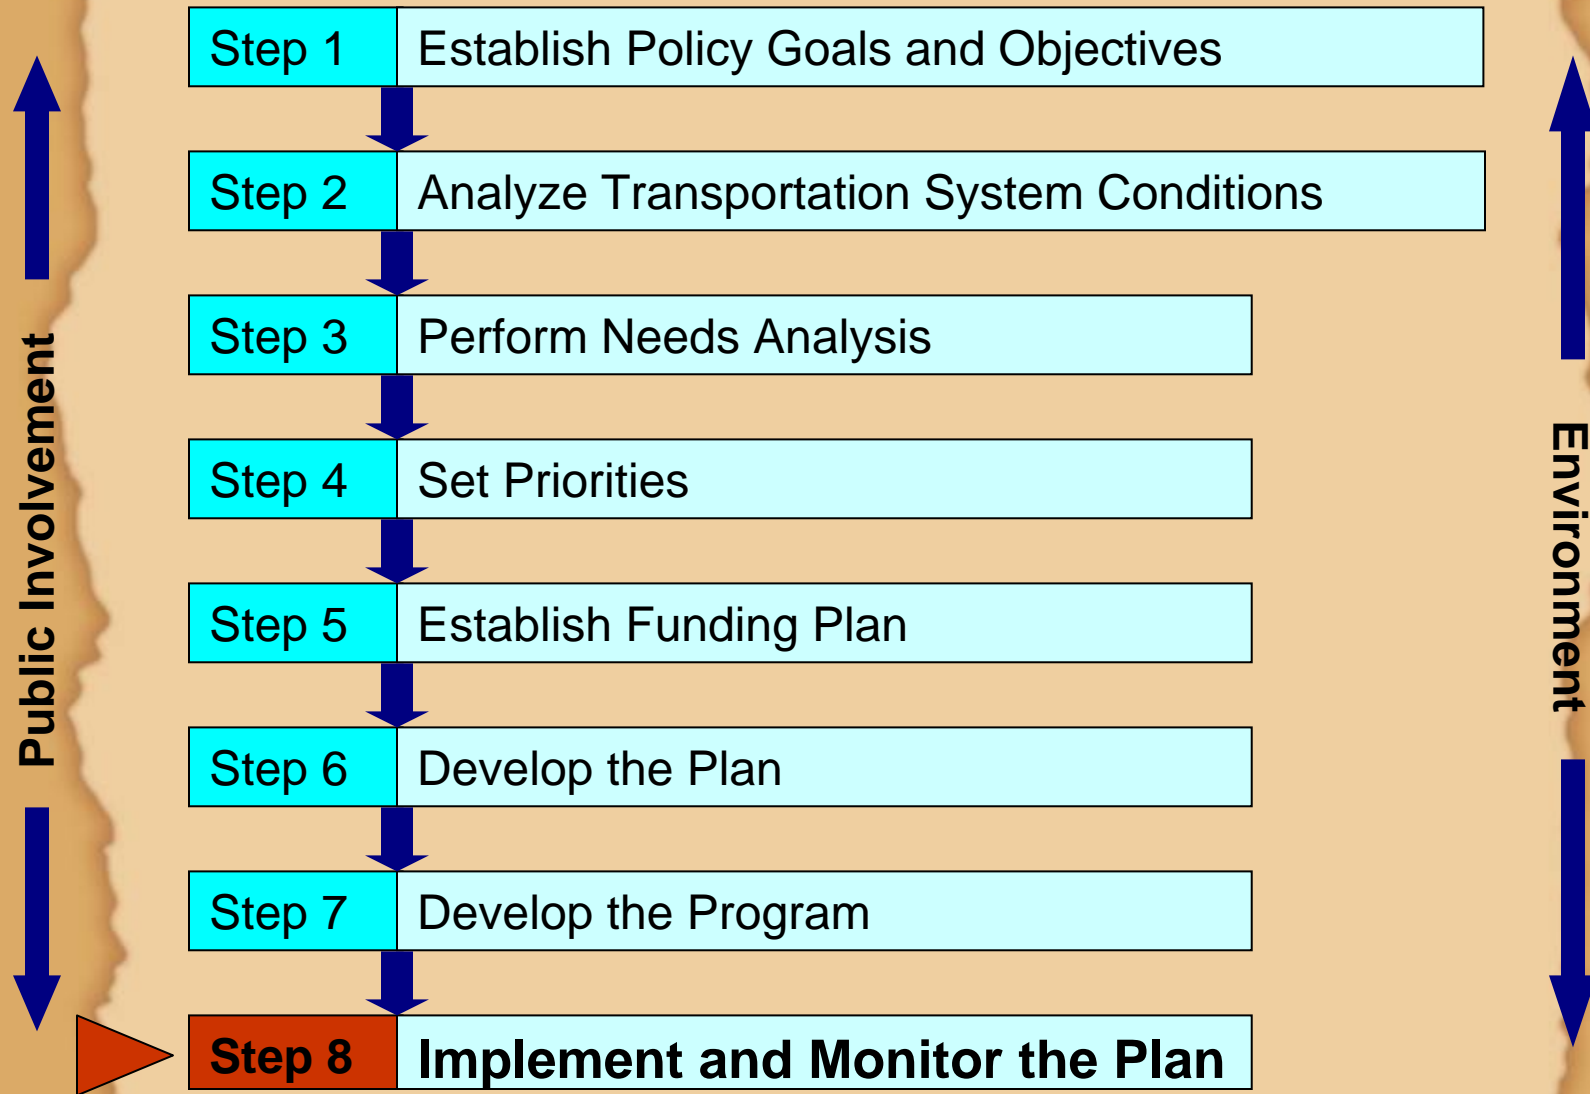 Step 1 Establish Policy Goals and Objectives
Step 2 Analyze Transportation System Conditions
Step 3 Perform Needs Analysis
Step 4 Set Priorities
Step 5 Establish Funding Plan
Step 6 Develop the Plan
Step 7 Develop the Program
Step 8 Implement and Monitor the Plan
Public Involvement
Environment